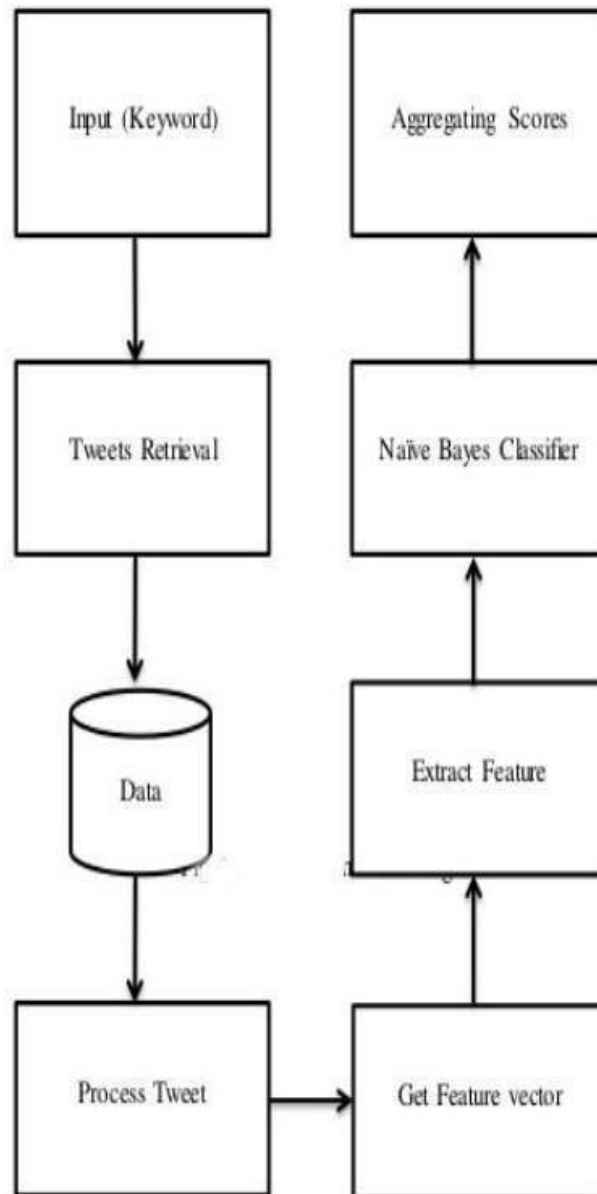 Input (Keyword)
Tweets Retrieval
Data
Process Tweet
Get Feature vector
Extract Feature
Naïve Bayes Classifier
Aggregating Scores